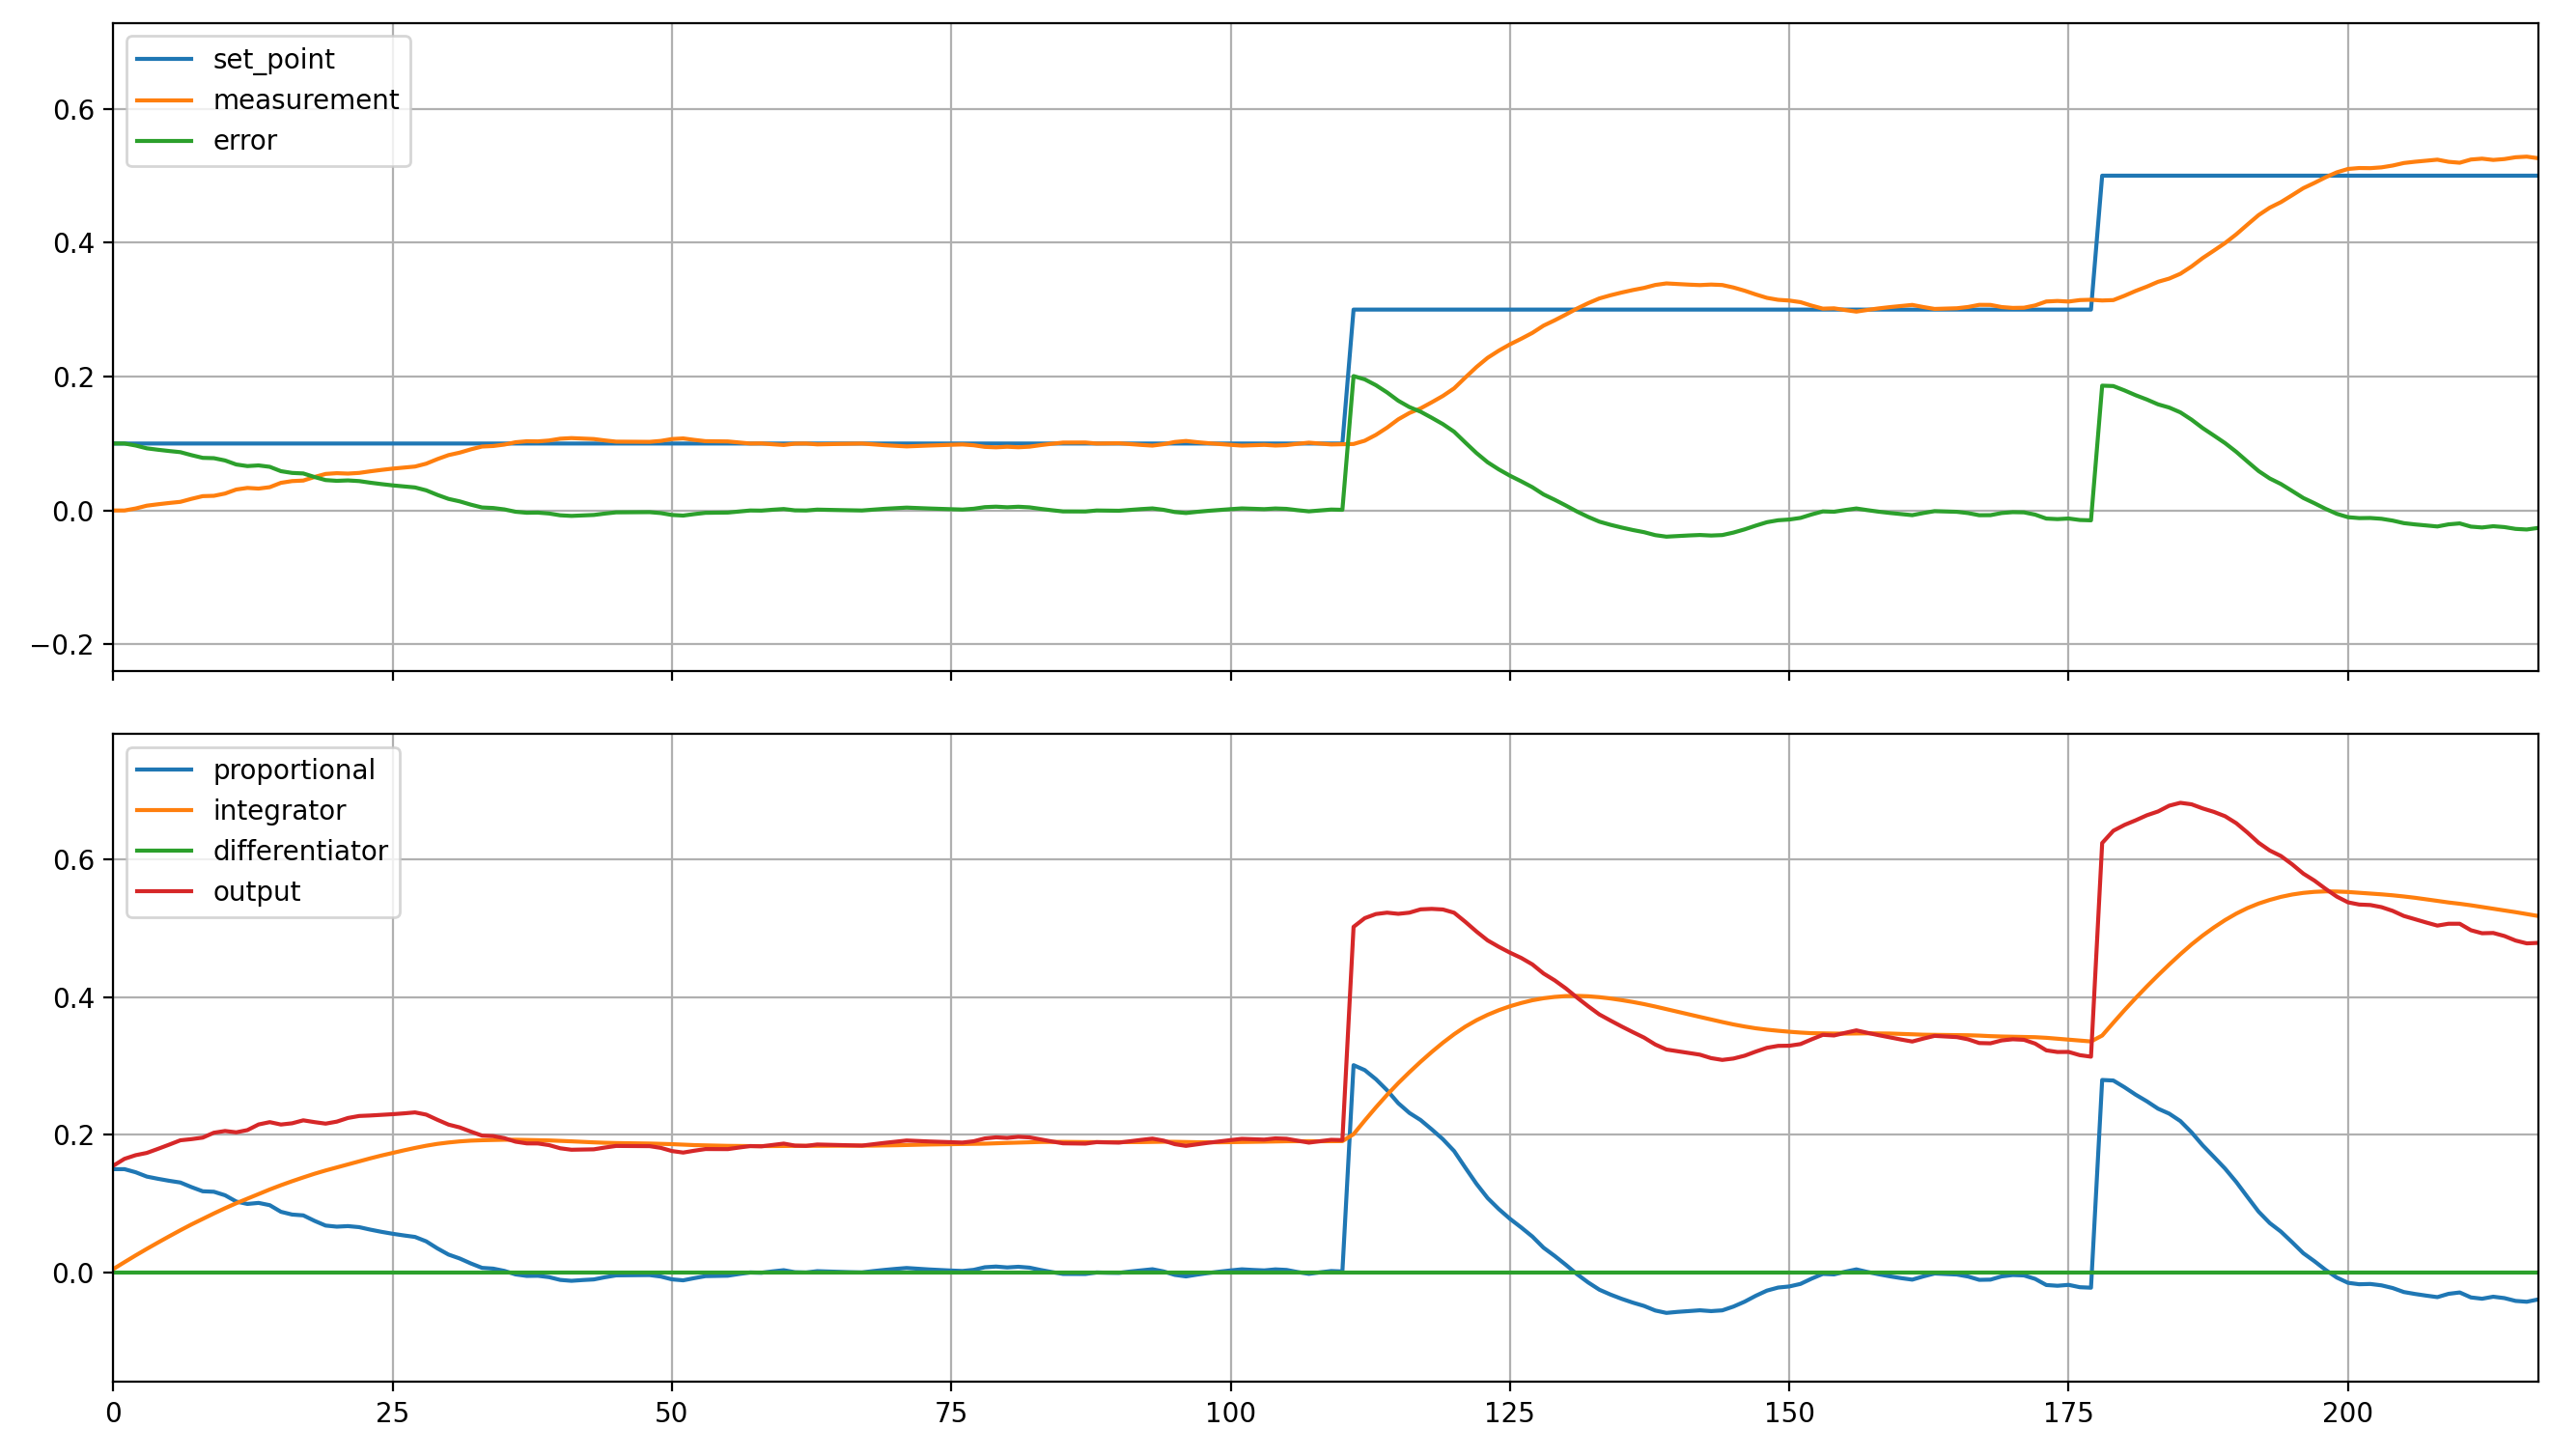 set_point
measurement
error
0.6
0.4
0.2
0.0
−0.2
proportional
integrator
differentiator
output
0.6
0.4
0.2
0.0
0 25 50 75 100 125 150 175 200